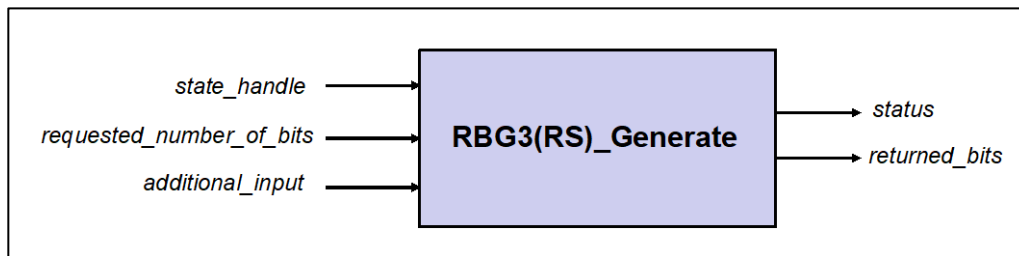 state_handle
requested_number_of_bits
additional_input
RBG3(RS)_Generate
status
returned_bits